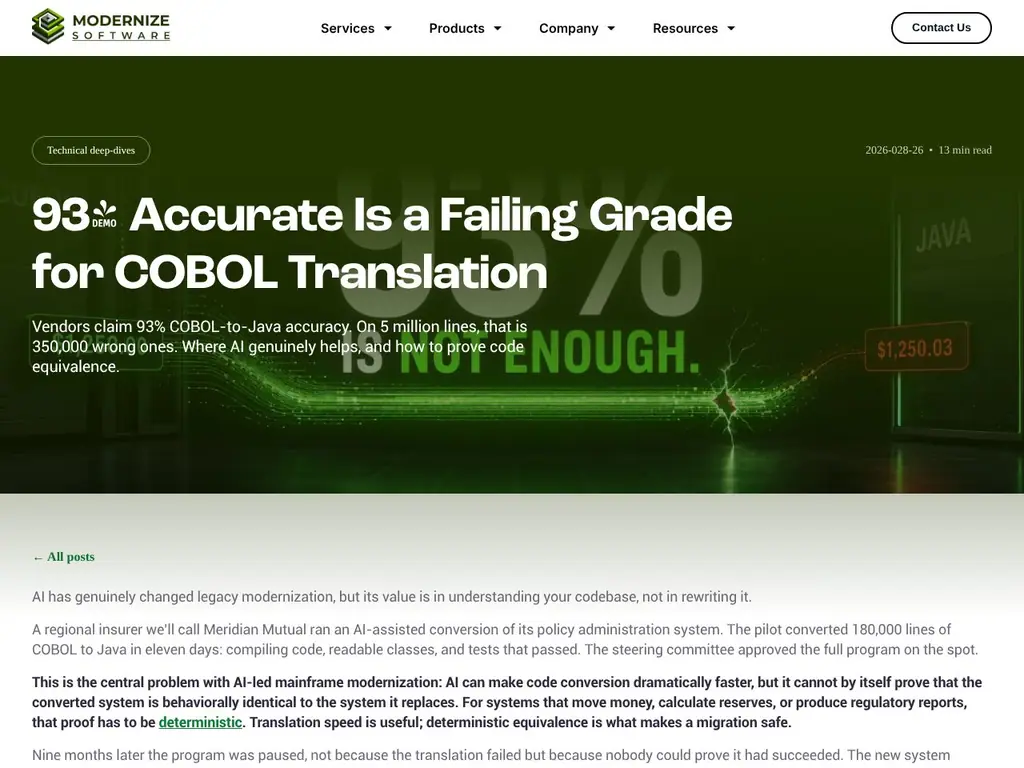 MODERNIZE
SOFTWARE
Services
Products
Company
Resources
Contact Us
Technical deep-dives
2026-028-26 • 13 min read
93 DEMO Accurate Is a Failing Grade
for COBOL Translation
Vendors claim 93% COBOL-to-Java accuracy. On 5 million lines, that is
350,000 wrong ones. Where AI genuinely helps, and how to prove code
equivalence.
93%
IS NOT ENOUGH.
JAVA
$1,250.03
← All posts
AI has genuinely changed legacy modernization, but its value is in understanding your codebase, not in rewriting it.
A regional insurer we'll call Meridian Mutual ran an AI-assisted conversion of its policy administration system. The pilot converted 180,000 lines of
COBOL to Java in eleven days: compiling code, readable classes, and tests that passed. The steering committee approved the full program on the spot.
This is the central problem with AI-led mainframe modernization: AI can make code conversion dramatically faster, but it cannot by itself prove that the
converted system is behaviorally identical to the system it replaces. For systems that move money, calculate reserves, or produce regulatory reports,
that proof has to be deterministic. Translation speed is useful; deterministic equivalence is what makes a migration safe.
Nine months later the program was paused, not because the translation failed but because nobody could prove it had succeeded. The new system